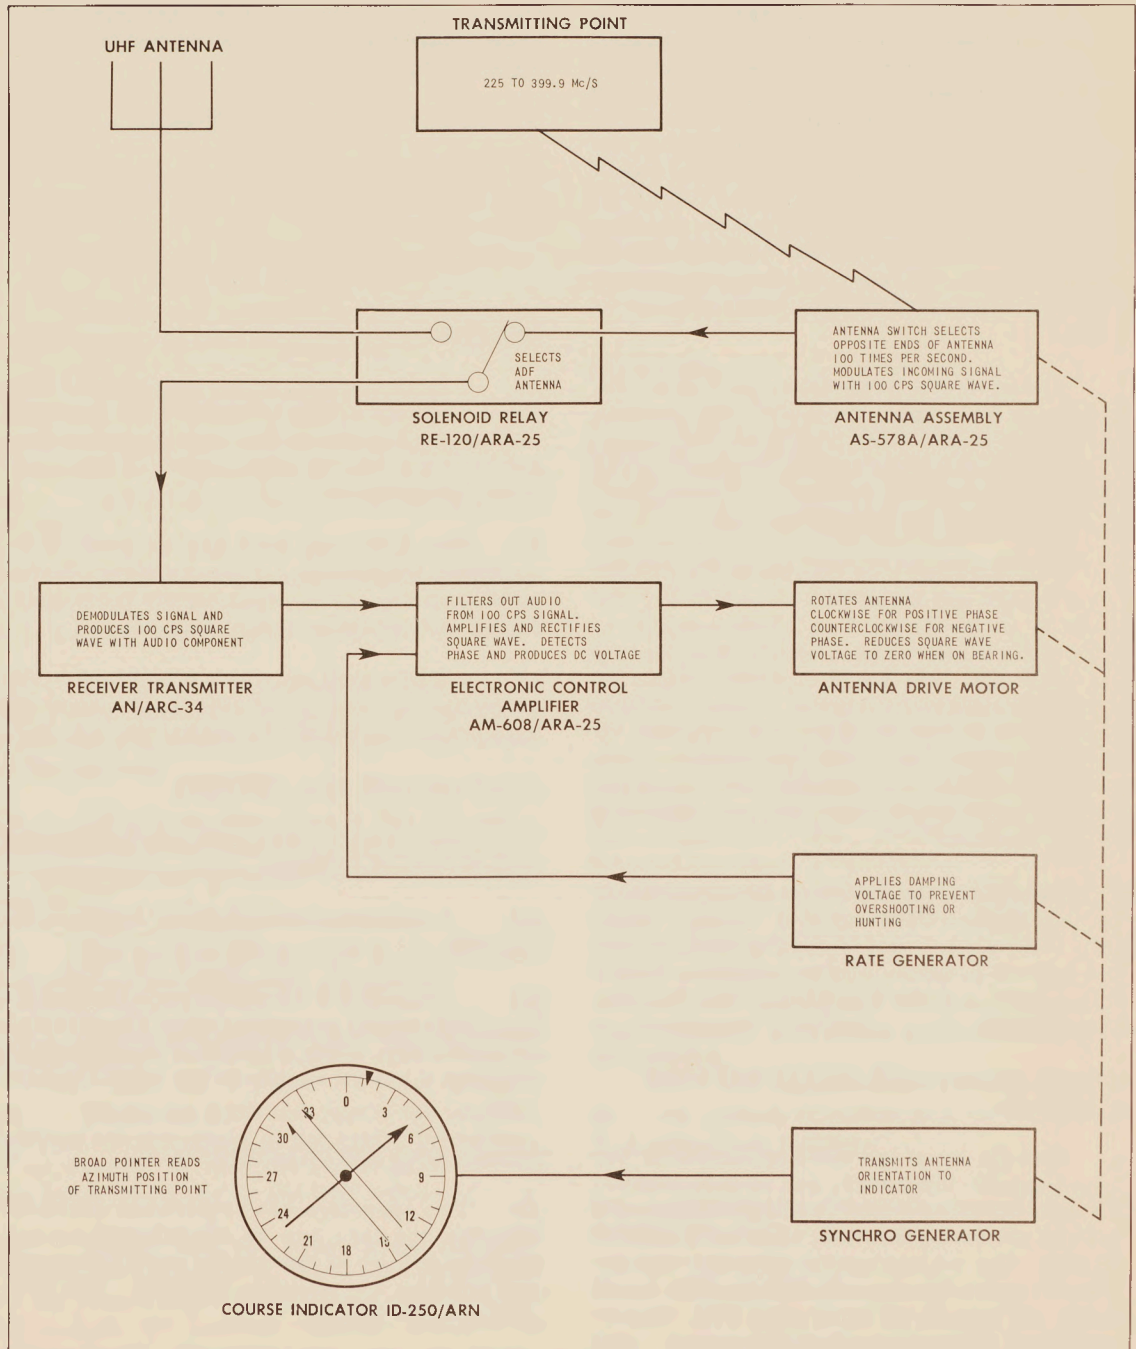 TRANSMITTING POINT
UHF ANTENNA
225 TO 399.9 Mc/S
SELECTS
ADF
ANTENNA
SOLENOID RELAY
RE-120/ARA-25
ANTENNA SWITCH SELECTS
OPPOSITE ENDS OF ANTENNA
100 TIMES PER SECOND.
MODULATES INCOMING SIGNAL
WITH 100 CPS SQUARE WAVE.
ANTENNA ASSEMBLY
AS-578A/ARA-25
DEMODULATES SIGNAL AND
PRODUCES 100 CPS SQUARE
WAVE WITH AUDIO COMPONENT
RECEIVER TRANSMITTER
AN/ARC-34
FILTERS OUT AUDIO
FROM 100 CPS SIGNAL.
AMPLIFIES AND RECTIFIES
SQUARE WAVE. DETECTS
PHASE AND PRODUCES DC VOLTAGE
ELECTRONIC CONTROL
AMPLIFIER
AM-608/ARA-25
ROTATES ANTENNA
CLOCKWISE FOR POSITIVE PHASE
COUNTERCLOCKWISE FOR NEGATIVE
PHASE. REDUCES SQUARE WAVE
VOLTAGE TO ZERO WHEN ON BEARING.
ANTENNA DRIVE MOTOR
APPLIES DAMPING
VOLTAGE TO PREVENT
OVERSHOOTING OR
HUNTING
RATE GENERATOR
BROAD POINTER READS
AZIMUTH POSITION
OF TRANSMITTING POINT
0
3
6
9
12
15
18
21
24
27
30
33
COURSE INDICATOR ID-250/ARN
TRANSMITS ANTENNA
ORIENTATION TO
INDICATOR
SYNCHRO GENERATOR